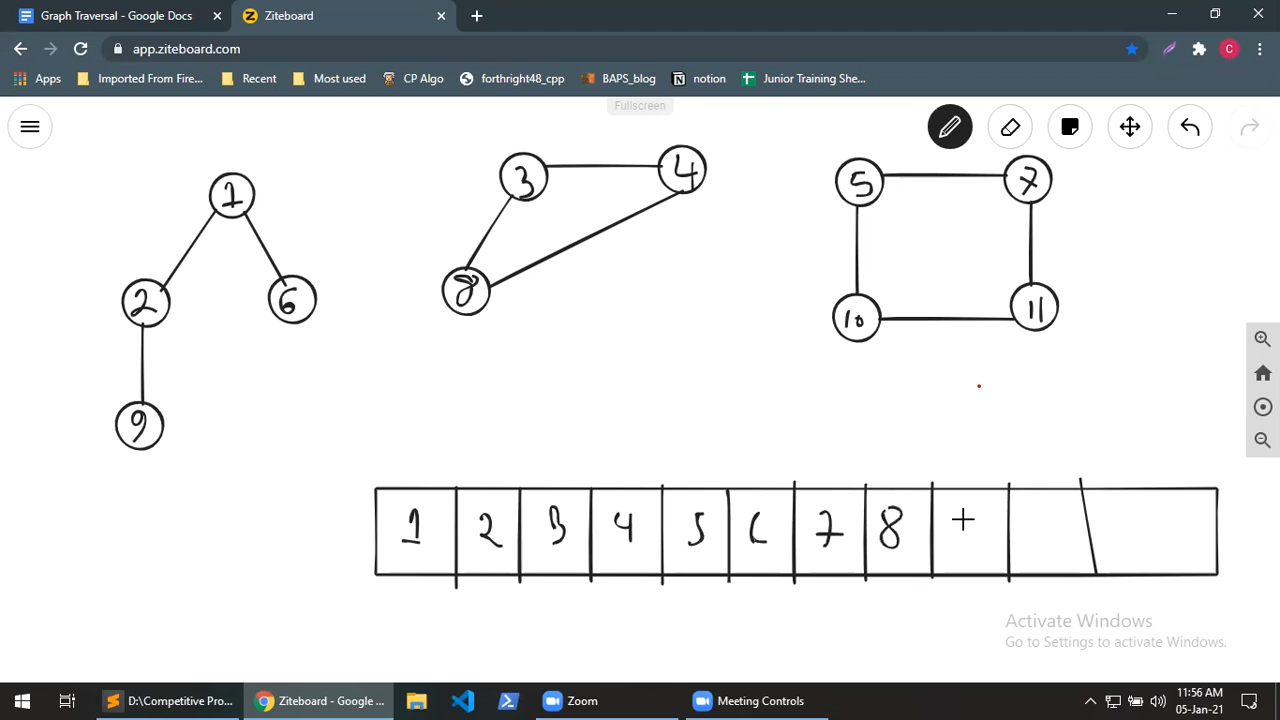 Graph Traversal - Google Docs
Ziteboard
app.ziteboard.com
Apps
Imported From Fire...
Recent
Most used
CP Algo
forthright48_cpp
BAPS_blog
notion
Junior Training She...
C
Fullscreen
1
3
4
5
7
2
6
8
10
11
9
1 2 3 4 5 6 7 8
Activate Windows
Go to Settings to activate Windows.
D:\Competitive Pro...
Ziteboard - Google ...
Zoom
Meeting Controls
11:56 AM
05-Jan-21